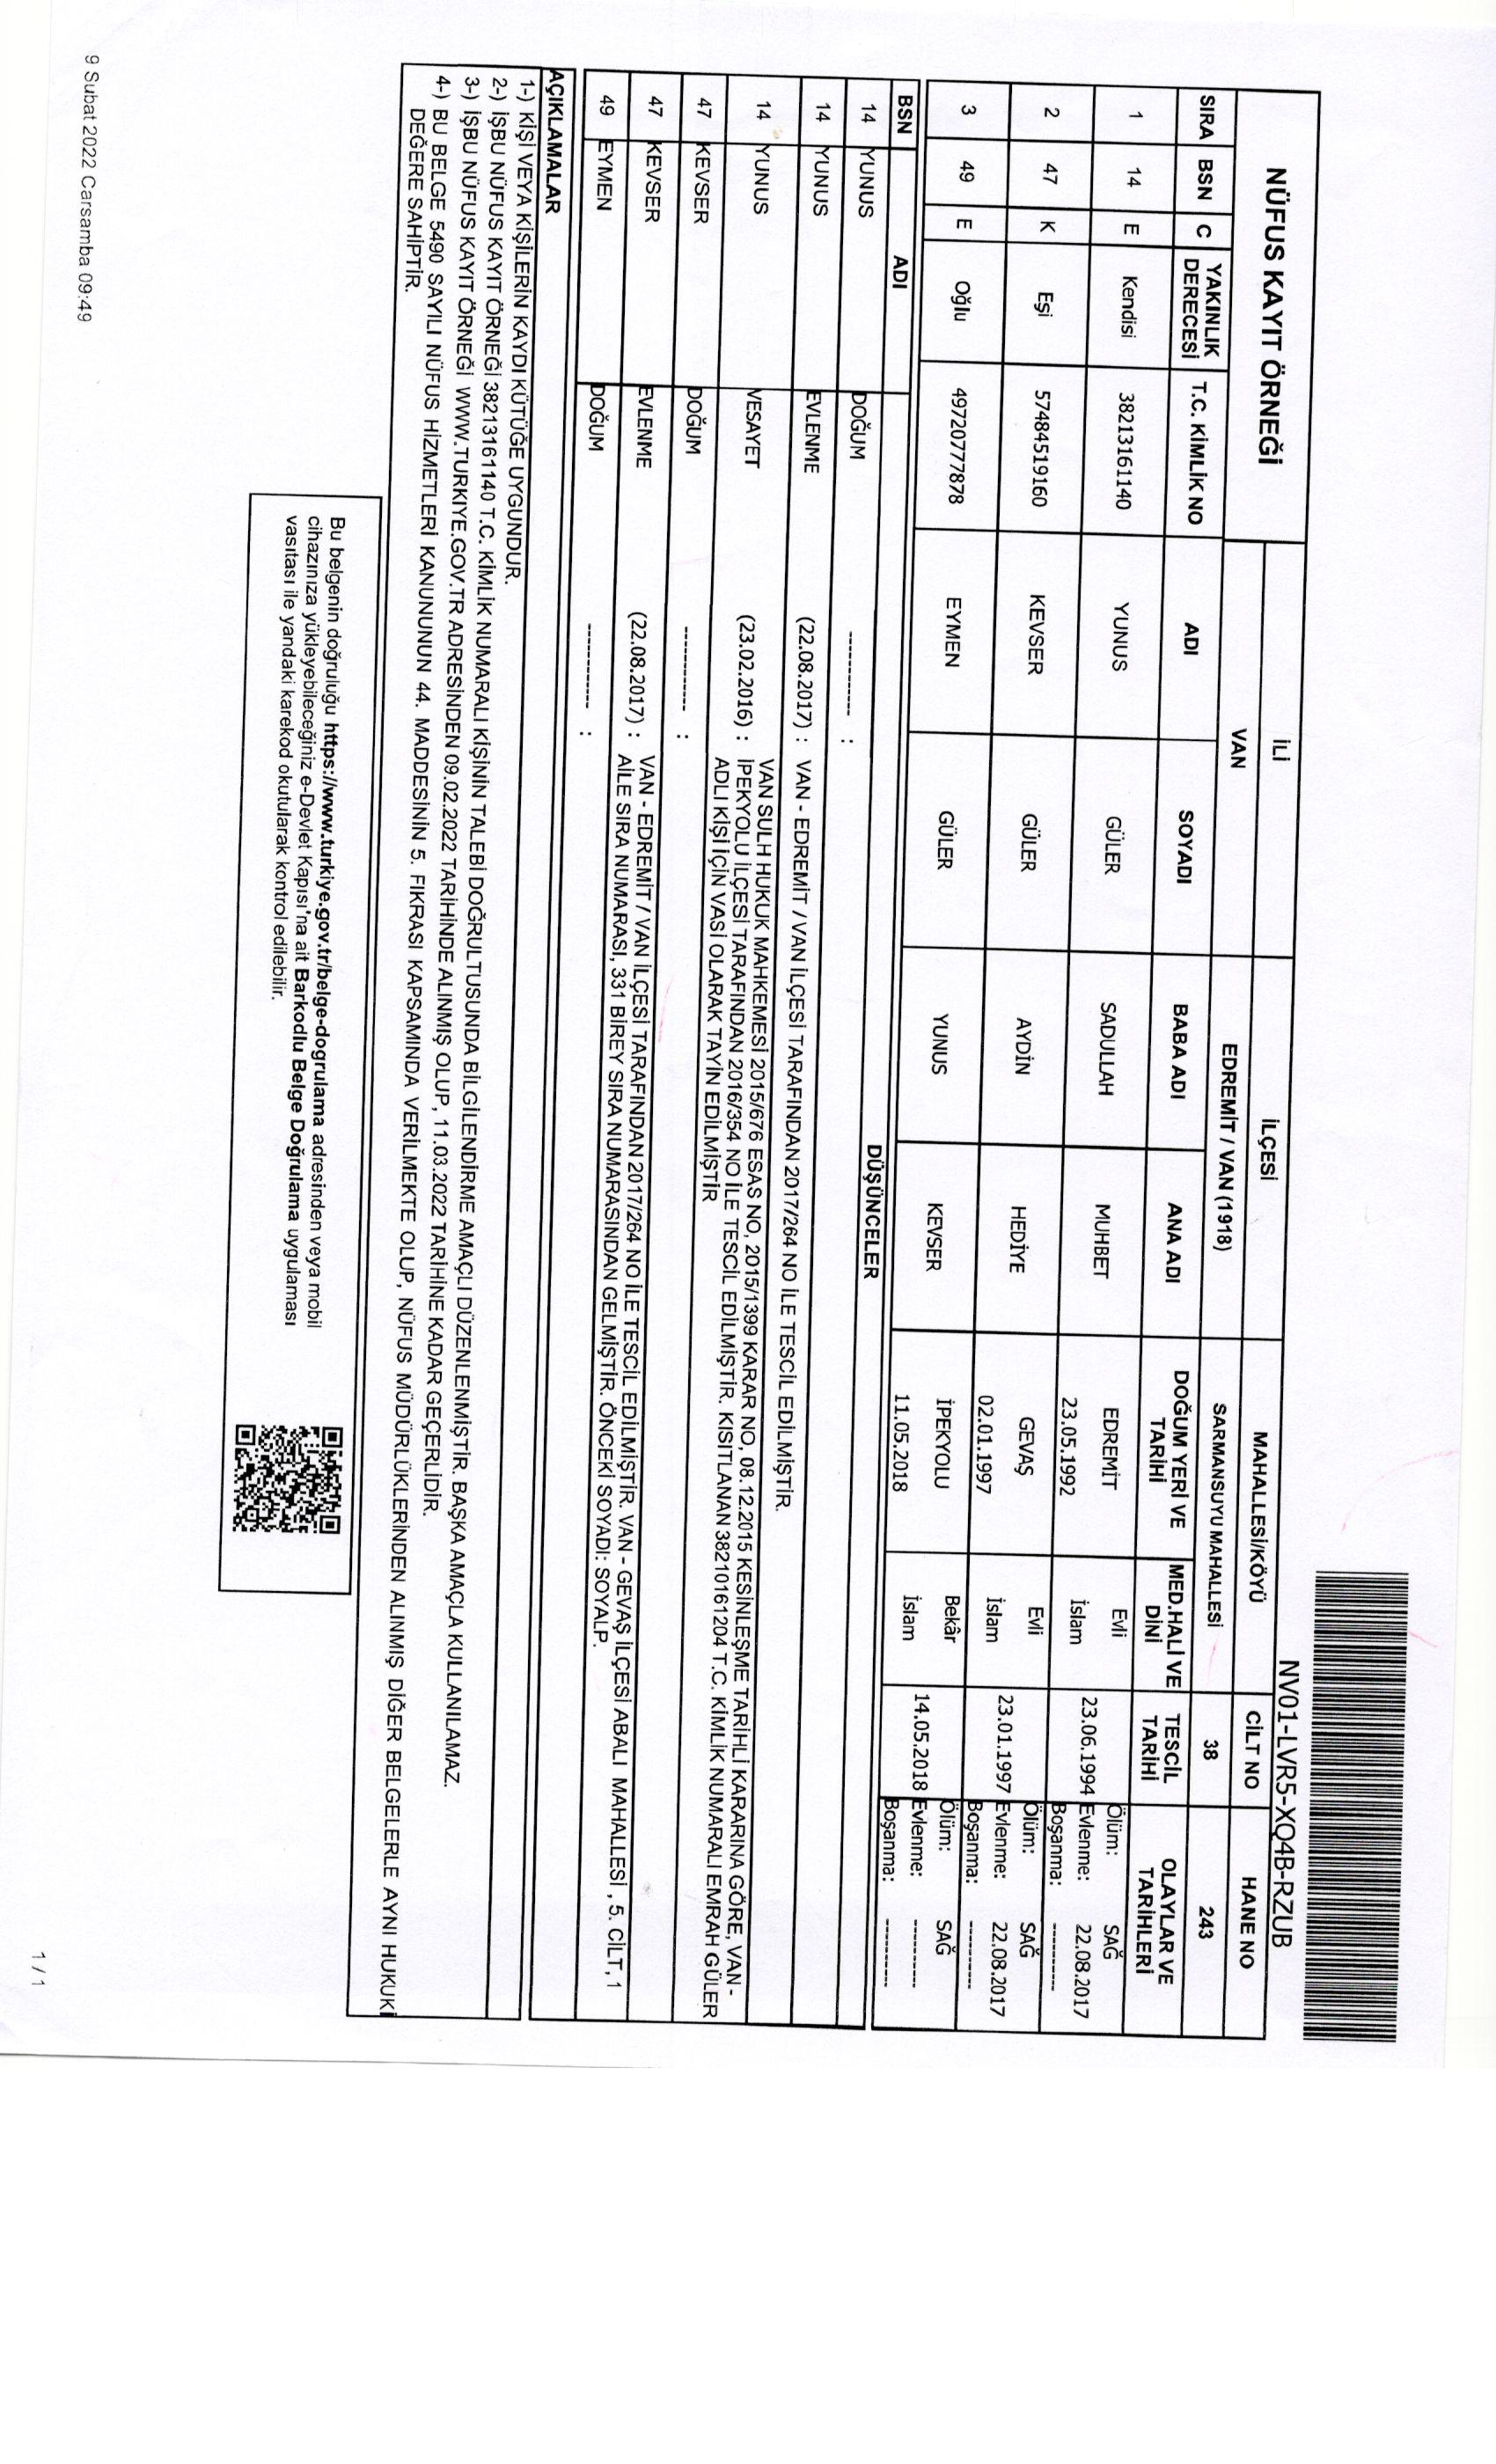 NV01-LVR5-XQ4B-RZUB
NÜFUS KAYIT ÖRNEĞİ
İLİ İLÇESİ MAHALLESİ/KÖYÜ CİLT NO HANE NO
VAN EDREMİT / VAN (1918) SARMANSUYU MAHALLESİ 38 243
SIRA BSN C YAKINLIK DERECESİ T.C. KİMLİK NO ADI SOYADI BABA ADI ANA ADI DOĞUM YERİ VE TARİHİ MED.HALİ VE DİNİ TESCİL TARİHİ OLAYLAR VE TARİHLERİ
1 14 E Kendisi 38213161140 YUNUS GÜLER SADULLAH MUHBET EDREMİT 23.05.1992 Evli İslam 23.06.1994 Ölüm: SAĞ Evlenme: 22.08.2017 Boşanma: ----------
2 47 K Eşi 57484519160 KEVSER GÜLER AYDİN HEDİYE GEVAŞ 02.01.1997 Evli İslam 23.01.1997 Ölüm: SAĞ Evlenme: 22.08.2017 Boşanma: ----------
3 49 E Oğlu 49720777878 EYMEN GÜLER YUNUS KEVSER İPEKYOLU 11.05.2018 Bekâr İslam 14.05.2018 Ölüm: SAĞ Evlenme: ---------- Boşanma: ----------
BSN ADI DÜŞÜNCELER
14 YUNUS DOĞUM ------------ :
14 YUNUS EVLENME (22.08.2017) : VAN - EDREMİT / VAN İLÇESİ TARAFINDAN 2017/264 NO İLE TESCİL EDİLMİŞTİR.
14 YUNUS VESAYET (23.02.2016) : VAN SULH HUKUK MAHKEMESİ 2015/676 ESAS NO, 2015/1399 KARAR NO, 08.12.2015 KESİNLEŞME TARİHLİ KARARINA GÖRE, VAN -
İPEKYOLU İLÇESİ TARAFINDAN 2016/354 NO İLE TESCİL EDİLMİŞTİR. KISITLANAN 38210161204 T.C. KİMLİK NUMARALI EMRAH GÜLER
ADLI KİŞİ İÇİN VASİ OLARAK TAYİN EDİLMİŞTİR
47 KEVSER DOĞUM ------------ :
47 KEVSER EVLENME (22.08.2017) : VAN - EDREMİT / VAN İLÇESİ TARAFINDAN 2017/264 NO İLE TESCİL EDİLMİŞTİR. VAN - GEVAŞ İLÇESİ ABALI MAHALLESİ , 5. CİLT, 1
AİLE SIRA NUMARASI, 331 BİREY SIRA NUMARASINDAN GELMİŞTİR. ÖNCEKİ SOYADI: SOYALP.
49 EYMEN DOĞUM ------------ :
AÇIKLAMALAR
1-) KİŞİ VEYA KİŞİLERİN KAYDI KÜTÜĞE UYGUNDUR.
2-) İŞBU NÜFUS KAYIT ÖRNEĞİ 38213161140 T.C. KİMLİK NUMARALI KİŞİNİN TALEBİ DOĞRULTUSUNDA BİLGİLENDİRME AMAÇLI DÜZENLENMİŞTİR. BAŞKA AMAÇLA KULLANILAMAZ.
3-) İŞBU NÜFUS KAYIT ÖRNEĞİ WWW.TURKIYE.GOV.TR ADRESİNDEN 09.02.2022 TARİHİNDE ALINMIŞ OLUP, 11.03.2022 TARİHİNE KADAR GEÇERLİDİR.
4-) BU BELGE 5490 SAYILI NÜFUS HİZMETLERİ KANUNUNUN 44. MADDESİNİN 5. FIKRASI KAPSAMINDA VERİLMEKTE OLUP, NÜFUS MÜDÜRLÜKLERİNDEN ALINMIŞ DİĞER BELGELERLE AYNI HUKUKİ
DEĞERE SAHİPTİR.
Bu belgenin doğruluğu https://www.turkiye.gov.tr/belge-dogrulama adresinden veya mobil
cihazınıza yükleyebileceğiniz e-Devlet Kapısı'na ait Barkodlu Belge Doğrulama uygulaması
vasıtası ile yandaki karekod okutularak kontrol edilebilir.
9 Subat 2022 Carsamba 09:49
1 / 1